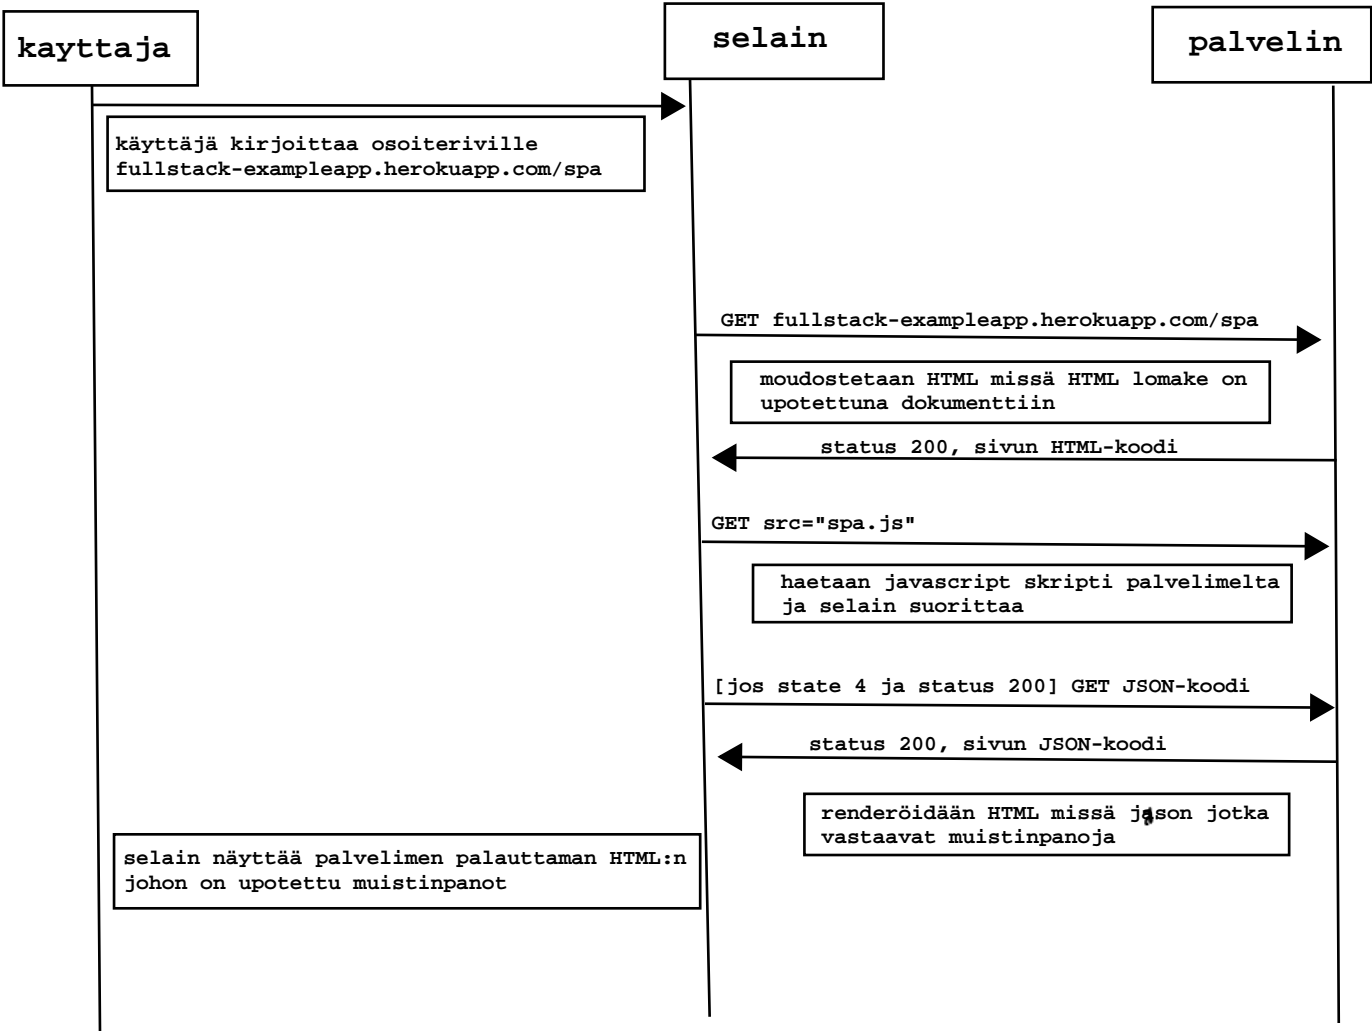 kayttaja
selain
palvelin
käyttäjä kirjoittaa osoiteriville
fullstack-exampleapp.herokuapp.com/spa
GET fullstack-exampleapp.herokuapp.com/spa
moudostetaan HTML missä HTML lomake on
upotettuna dokumenttiin
status 200, sivun HTML-koodi
GET src="spa.js"
haetaan javascript skripti palvelimelta
ja selain suorittaa
[jos state 4 ja status 200] GET JSON-koodi
status 200, sivun JSON-koodi
renderöidään HTML missä jason jotka
vastaavat muistinpanoja
selain näyttää palvelimen palauttaman HTML:n
johon on upotettu muistinpanot